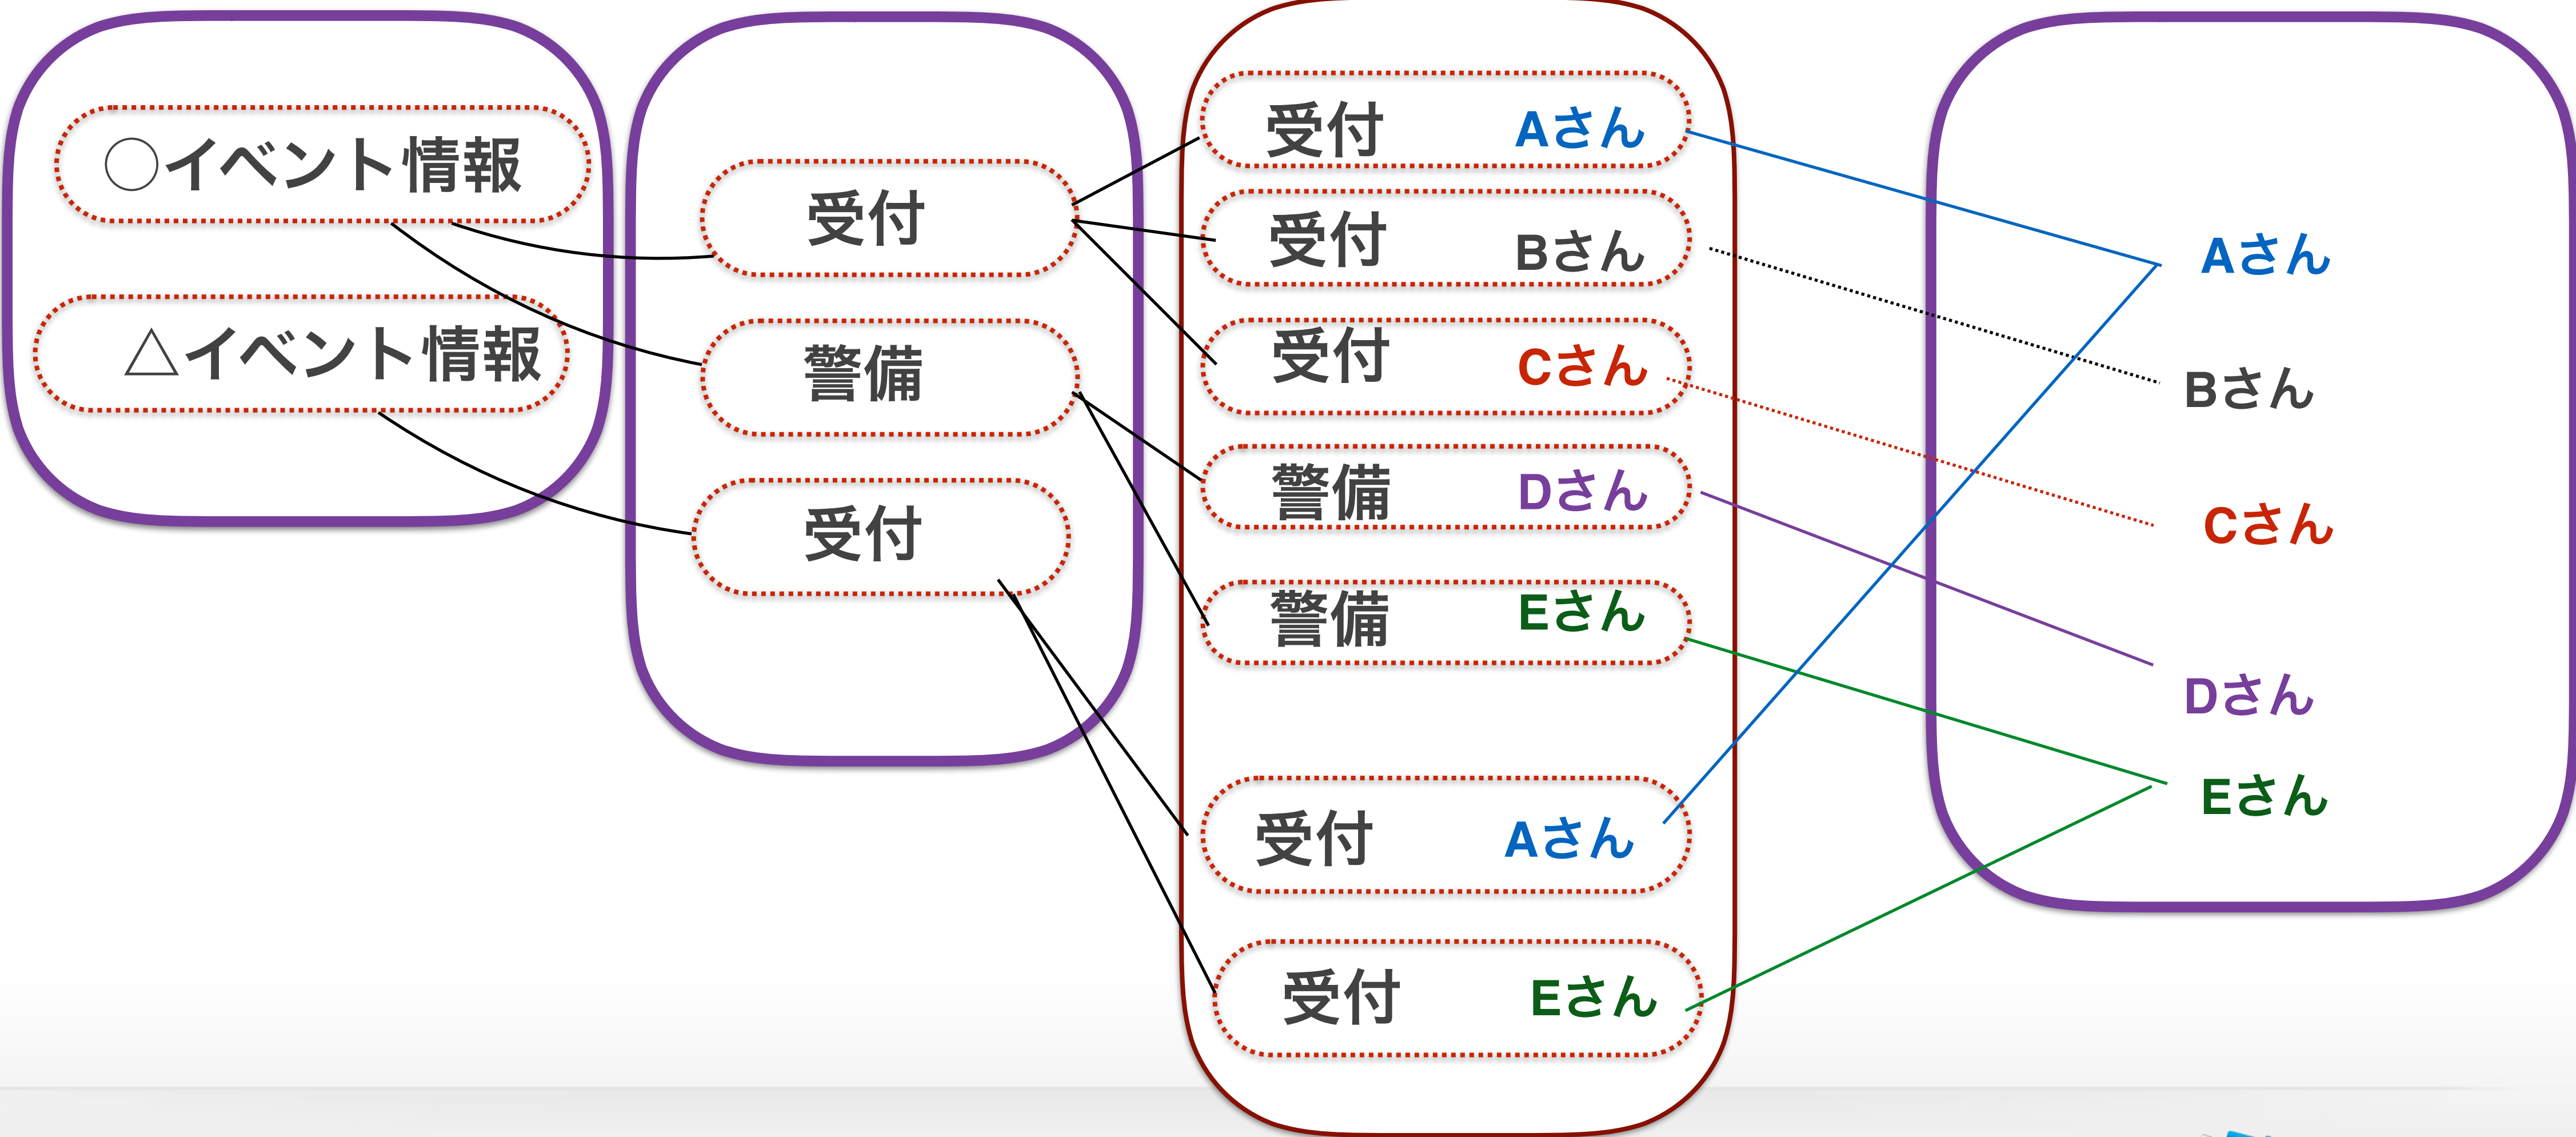 ○イベント情報
△イベント情報
受付
警備
受付
受付 Aさん
受付 Bさん
受付 Cさん
警備 Dさん
警備 Eさん
受付 Aさん
受付 Eさん
Aさん
Bさん
Cさん
Dさん
Eさん